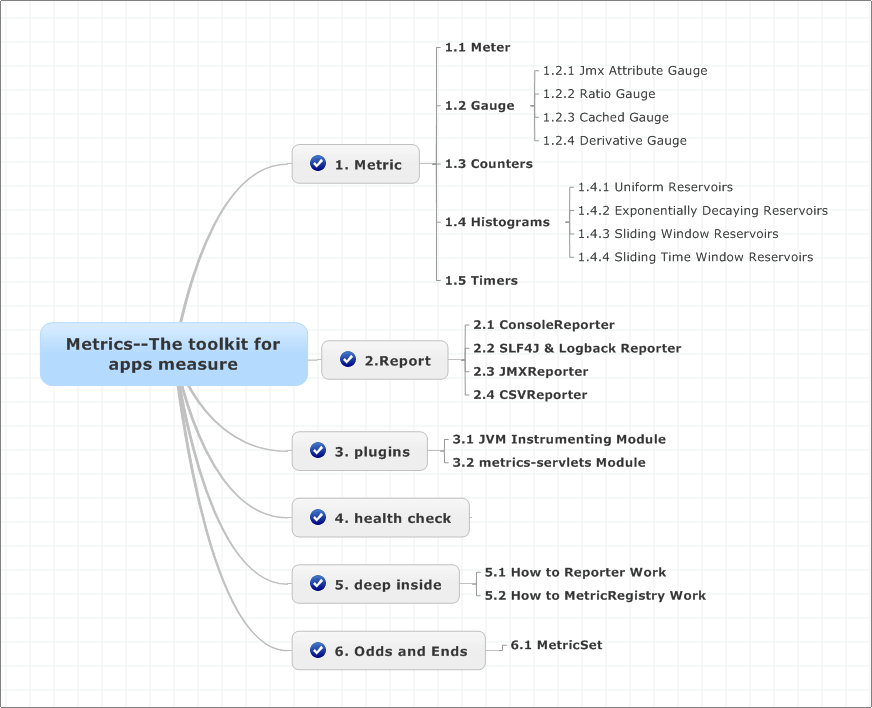 Metrics--The toolkit for
apps measure
1. Metric
1.1 Meter
1.2 Gauge
1.2.1 Jmx Attribute Gauge
1.2.2 Ratio Gauge
1.2.3 Cached Gauge
1.2.4 Derivative Gauge
1.3 Counters
1.4 Histograms
1.4.1 Uniform Reservoirs
1.4.2 Exponentially Decaying Reservoirs
1.4.3 Sliding Window Reservoirs
1.4.4 Sliding Time Window Reservoirs
1.5 Timers
2.Report
2.1 ConsoleReporter
2.2 SLF4J & Logback Reporter
2.3 JMXReporter
2.4 CSVReporter
3. plugins
3.1 JVM Instrumenting Module
3.2 metrics-servlets Module
4. health check
5. deep inside
5.1 How to Reporter Work
5.2 How to MetricRegistry Work
6. Odds and Ends
6.1 MetricSet